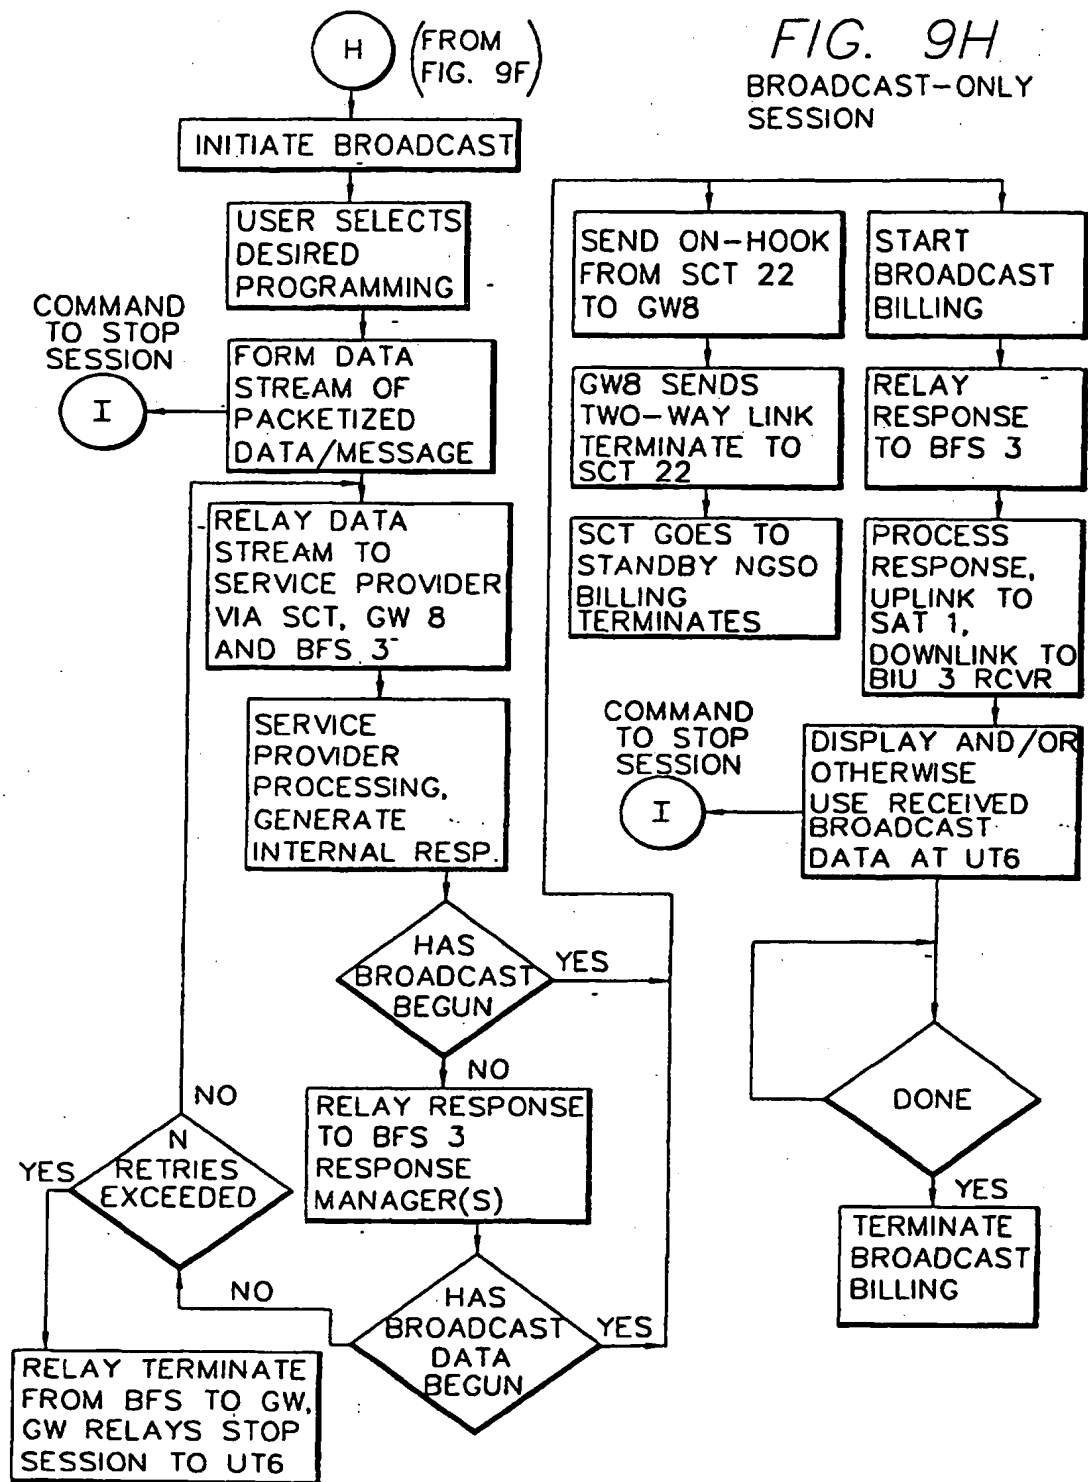 H
(FROM
FIG. 9F)
FIG. 9H
BROADCAST-ONLY
SESSION
INITIATE BROADCAST
USER SELECTS
DESIRED
PROGRAMMING
COMMAND
TO STOP
SESSION
I
FORM DATA
STREAM OF
PACKETIZED
DATA/MESSAGE
RELAY DATA
STREAM TO
SERVICE PROVIDER
VIA SCT, GW 8
AND BFS 3
SERVICE
PROVIDER
PROCESSING,
GENERATE
INTERNAL RESP.
HAS
BROADCAST
BEGUN
YES
NO
RELAY RESPONSE
TO BFS 3
RESPONSE
MANAGER(S)
HAS
BROADCAST
DATA
BEGUN
YES
NO
N
RETRIES
EXCEEDED
NO
YES
RELAY TERMINATE
FROM BFS TO GW,
GW RELAYS STOP
SESSION TO UT6
SEND ON-HOOK
FROM SCT 22
TO GW8
GW8 SENDS
TWO-WAY LINK
TERMINATE TO
SCT 22
SCT GOES TO
STANDBY NGSO
BILLING
TERMINATES
START
BROADCAST
BILLING
RELAY
RESPONSE
TO BFS 3
PROCESS
RESPONSE,
UPLINK TO
SAT 1,
DOWNLINK TO
BIU 3 RCVR
COMMAND
TO STOP
SESSION
I
DISPLAY AND/OR
OTHERWISE
USE RECEIVED
BROADCAST
DATA AT UT6
DONE
YES
TERMINATE
BROADCAST
BILLING